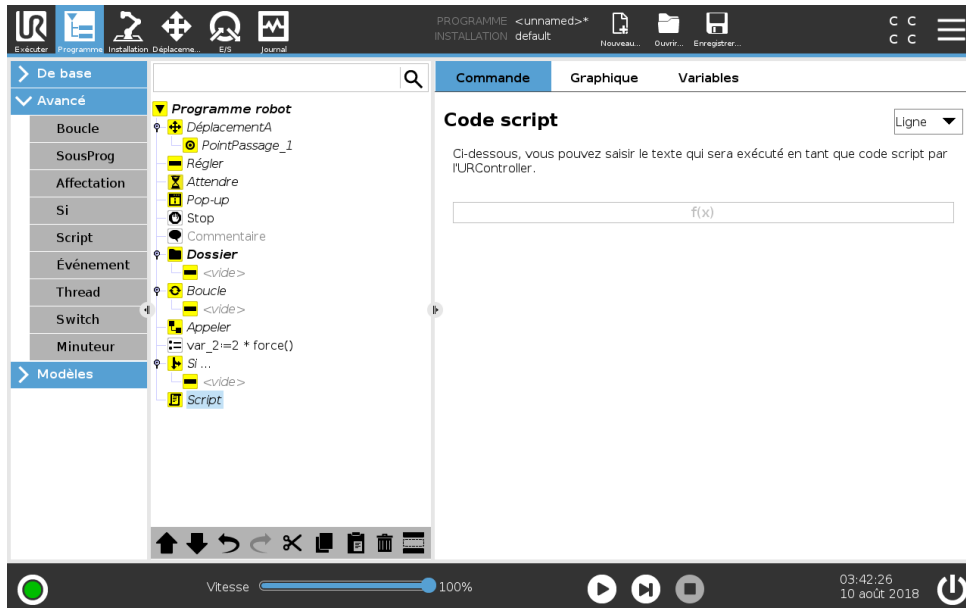 PROGRAMME <unnamed>*
INSTALLATION default
Exécuter
Programme
Installation
Déplaceme...
E/S
Journal
Nouveau...
Ouvrir...
Enregistrer...
C C
C C
De base
Avancé
Boucle
SousProg
Affectation
Si
Script
Événement
Thread
Switch
Minuteur
Modèles
Programme robot
DéplacementA
PointPassage_1
Régler
Attendre
Pop-up
Stop
Commentaire
Dossier
<vide>
Boucle
<vide>
Appeler
var_2:=2 * force()
Si ...
<vide>
Script
Commande
Graphique
Variables
Code script
Ligne
Ci-dessous, vous pouvez saisir le texte qui sera exécuté en tant que code script par
l'URController.
f(x)
Vitesse
100%
03:42:26
10 août 2018